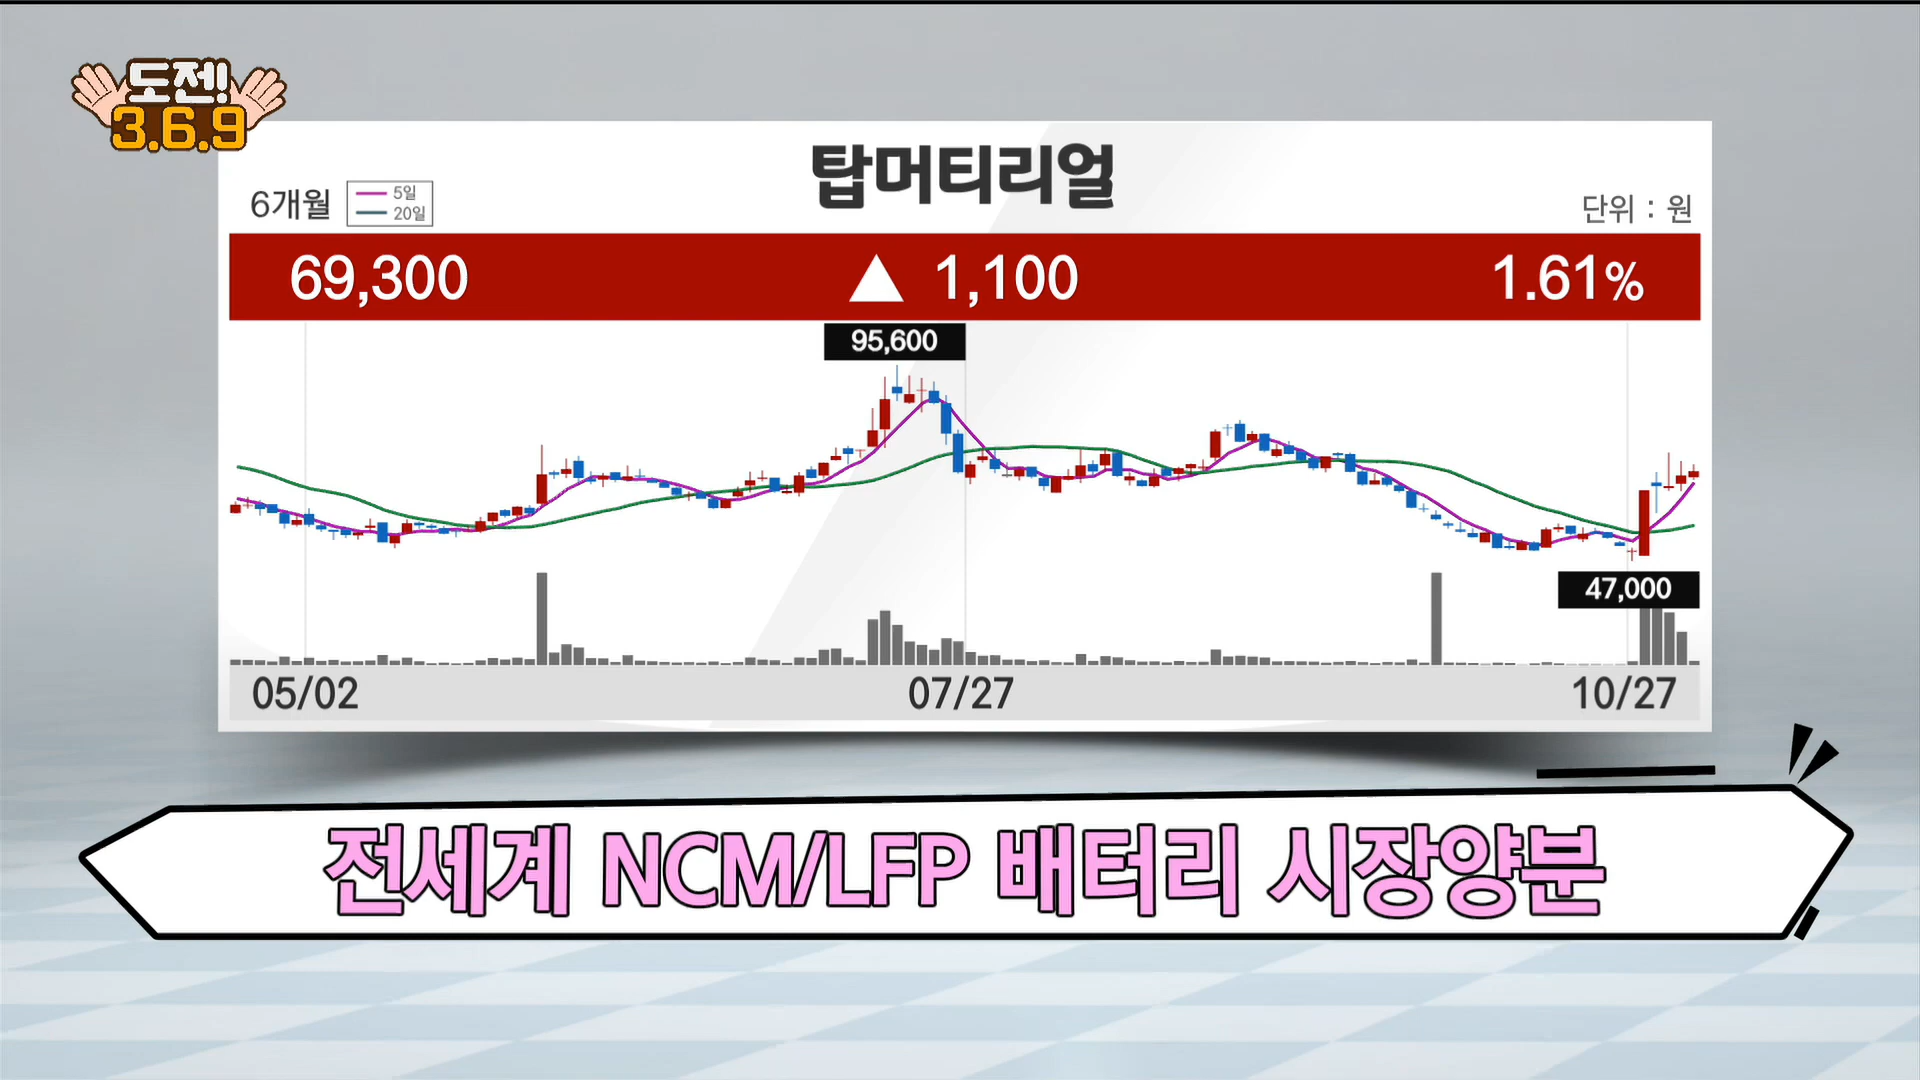 도전!
3.6.9
탑머티리얼
6개월
5일
20일
단위 : 원
69,300 ▲ 1,100 1.61%
95,600
47,000
05/02 07/27 10/27
전세계 NCM/LFP 배터리 시장양분